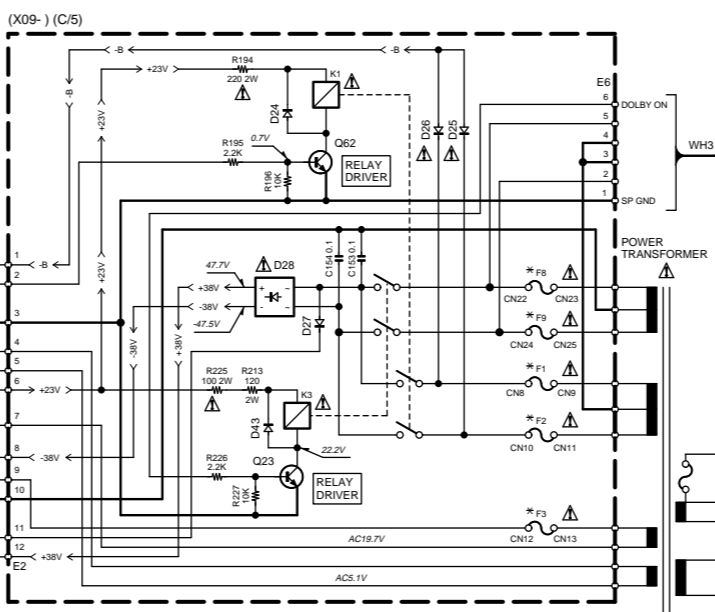 (X09- ) (C/5)
-B
-B
-B
+23V
R194
220 2W
K1
D24
E6
6 DOLBY ON
5
4
3
2
1 SP GND
WH3
+23V
0.7V
R195
2.2K
Q62
RELAY
DRIVER
R196
10K
D26
D25
POWER
TRANSFORMER
1
-B
2
+23V
47.7V
D28
C154 0.1
C153 0.1
+38V
+ ~
-38V
- ~
-47.5V
D27
* F8
CN22
CN23
* F9
CN24
CN25
3
-38V
+38V
4
5
6
+23V
R225
100 2W
R213
120
2W
K3
* F1
CN8
CN9
7
D43
* F2
CN10
CN11
8
-38V
22.2V
9
R226
2.2K
Q23
RELAY
DRIVER
10
R227
10K
* F3
CN12
CN13
11
AC19.7V
12
+38V
E2
AC5.1V